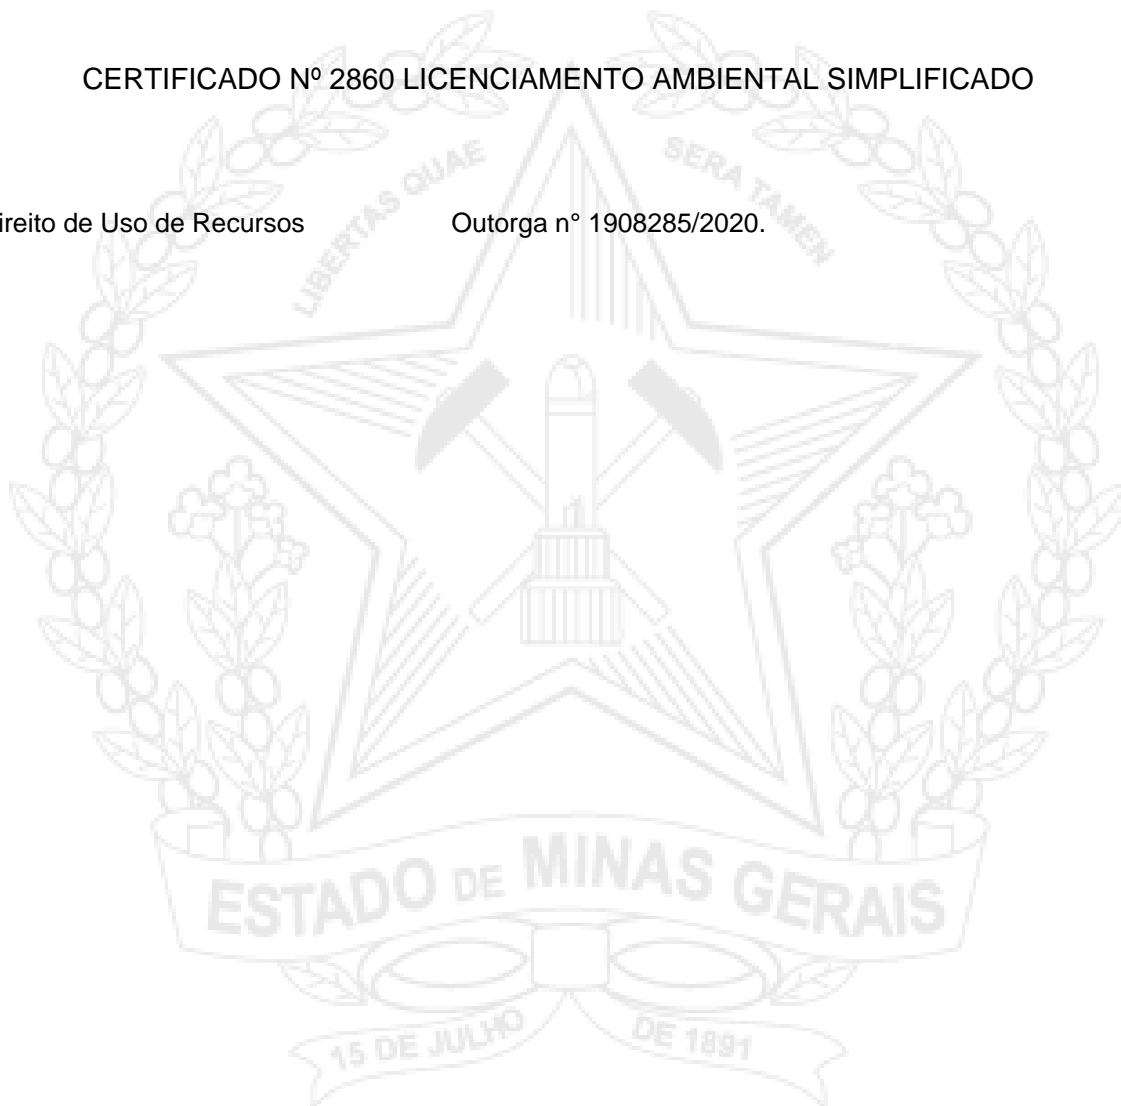 CERTIFICADO Nº 2860 LICENCIAMENTO AMBIENTAL SIMPLIFICADO
LIBERTAS QUAE SERA TAMEN
ireito de Uso de Recursos Outorga n° 1908285/2020.
ESTADO DE MINAS GERAIS
15 DE JULHO DE 1891